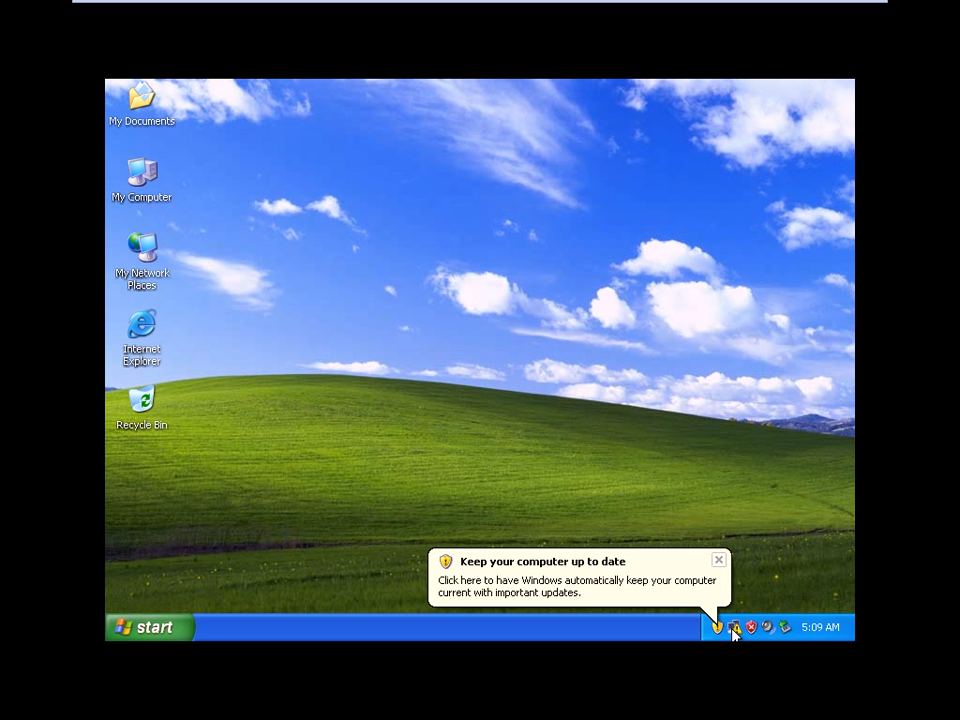 My Documents
My Computer
My Network
Places
Internet
Explorer
Recycle Bin
Keep your computer up to date
Click here to have Windows automatically keep your computer
current with important updates.
start
5:09 AM